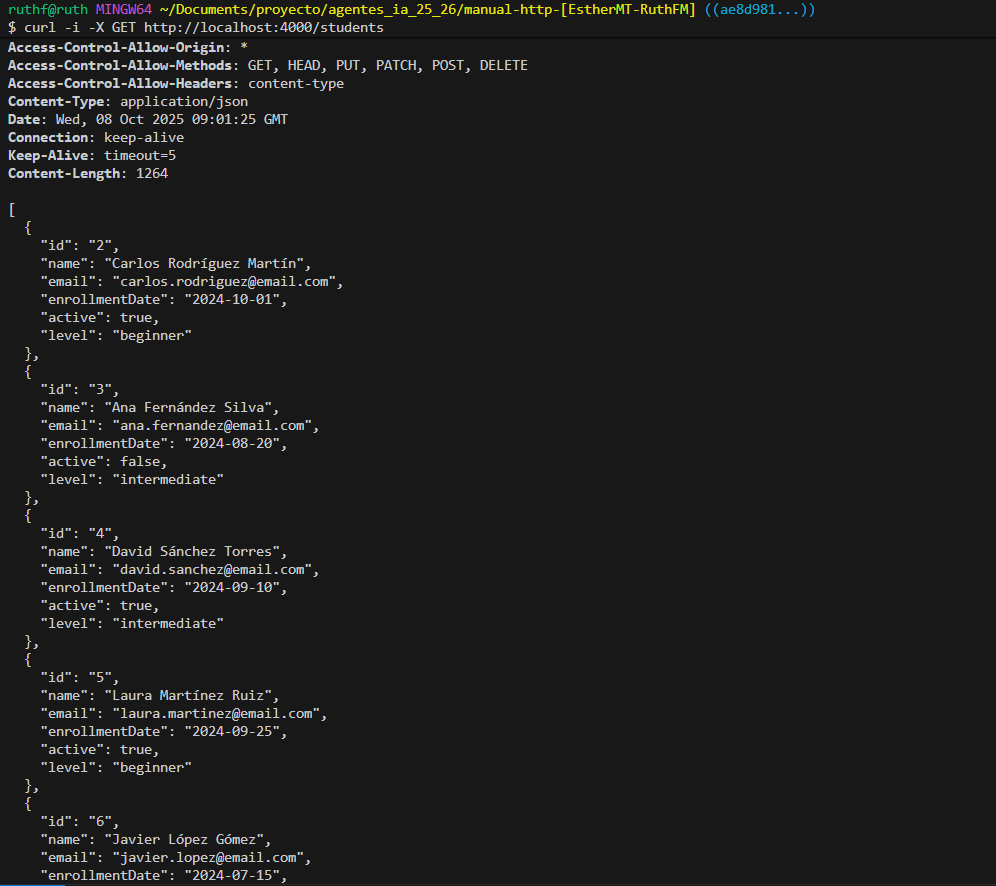 ruthf@ruth MINGW64 ~/Documents/proyecto/agentes_ia_25_26/manual-http-[EstherMT-RuthFM] ((ae8d981...))
$ curl -i -X GET http://localhost:4000/students
Access-Control-Allow-Origin: *
Access-Control-Allow-Methods: GET, HEAD, PUT, PATCH, POST, DELETE
Access-Control-Allow-Headers: content-type
Content-Type: application/json
Date: Wed, 08 Oct 2025 09:01:25 GMT
Connection: keep-alive
Keep-Alive: timeout=5
Content-Length: 1264
[
  {
    "id": "2",
    "name": "Carlos Rodríguez Martín",
    "email": "carlos.rodriguez@email.com",
    "enrollmentDate": "2024-10-01",
    "active": true,
    "level": "beginner"
  },
  {
    "id": "3",
    "name": "Ana Fernández Silva",
    "email": "ana.fernandez@email.com",
    "enrollmentDate": "2024-08-20",
    "active": false,
    "level": "intermediate"
  },
  {
    "id": "4",
    "name": "David Sánchez Torres",
    "email": "david.sanchez@email.com",
    "enrollmentDate": "2024-09-10",
    "active": true,
    "level": "intermediate"
  },
  {
    "id": "5",
    "name": "Laura Martínez Ruiz",
    "email": "laura.martinez@email.com",
    "enrollmentDate": "2024-09-25",
    "active": true,
    "level": "beginner"
  },
  {
    "id": "6",
    "name": "Javier López Gómez",
    "email": "javier.lopez@email.com",
    "enrollmentDate": "2024-07-15",